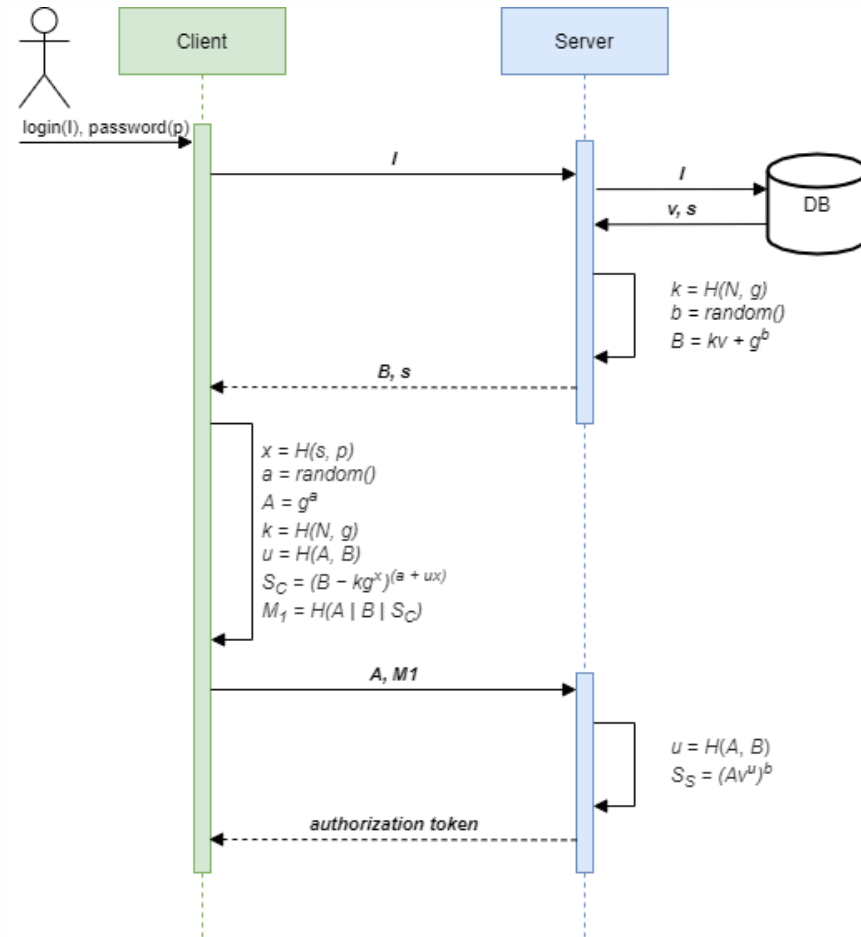 Client
Server
login(I), password(p)
I
I
DB
v, s
k = H(N, g)
b = random()
B = kv + g^b
B, s
x = H(s, p)
a = random()
A = g^a
k = H(N, g)
u = H(A, B)
S_C = (B − kg^x)^(a + ux)
M_1 = H(A | B | S_C)
A, M1
u = H(A, B)
S_S = (Av^u)^b
authorization token